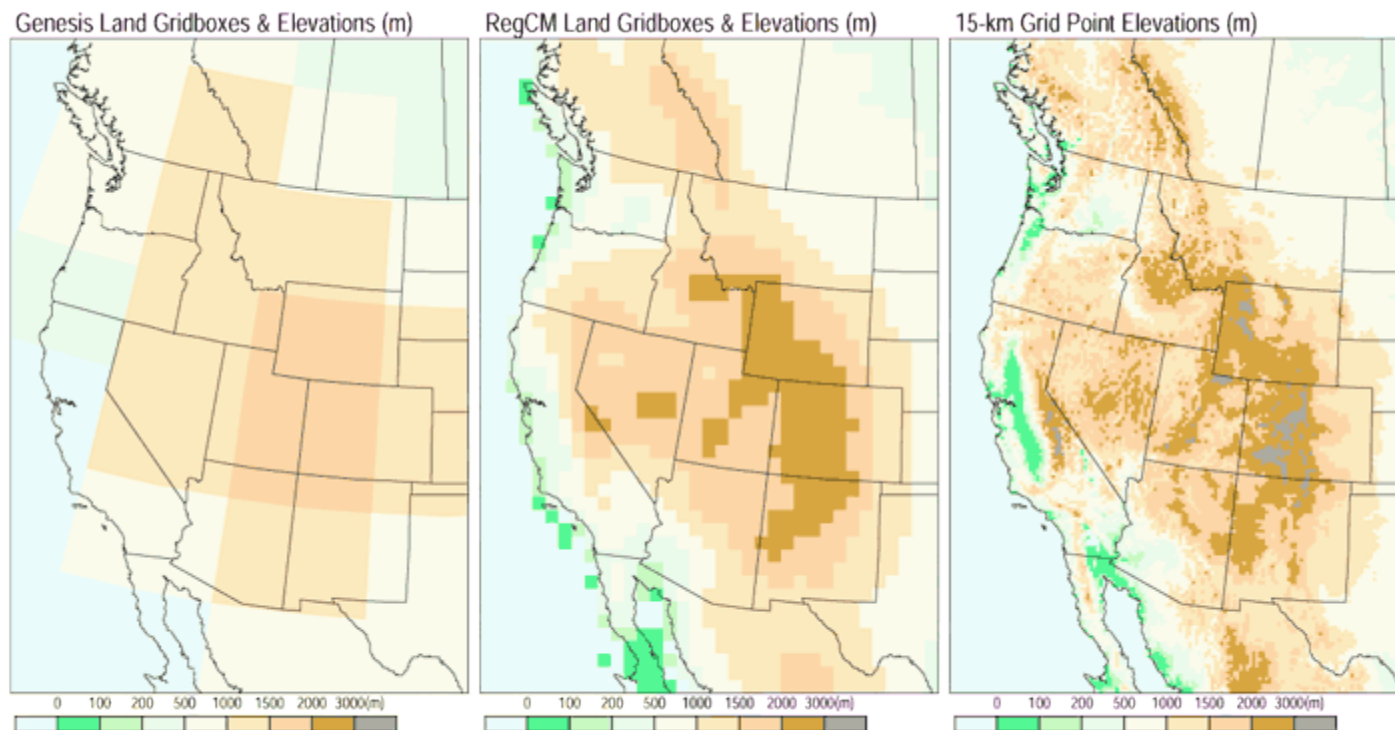 Genesis Land Gridboxes & Elevations (m)
RegCM Land Gridboxes & Elevations (m)
15-km Grid Point Elevations (m)
0 100 200 500 1000 1500 2000 3000(m)
0 100 200 500 1000 1500 2000 3000(m)
0 100 200 500 1000 1500 2000 3000(m)